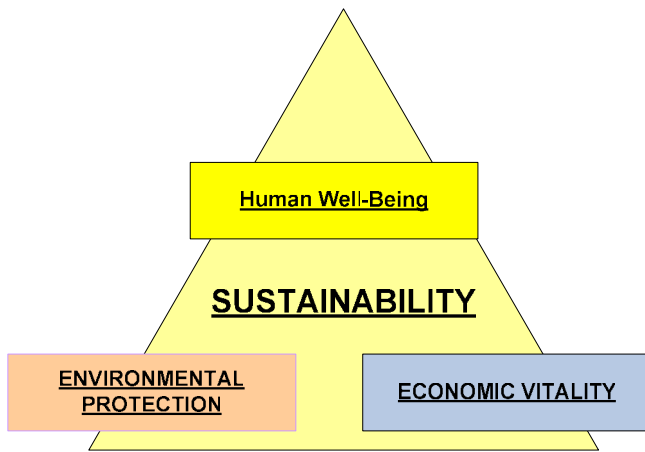 Human Well-Being
SUSTAINABILITY
ENVIRONMENTAL
PROTECTION
ECONOMIC VITALITY